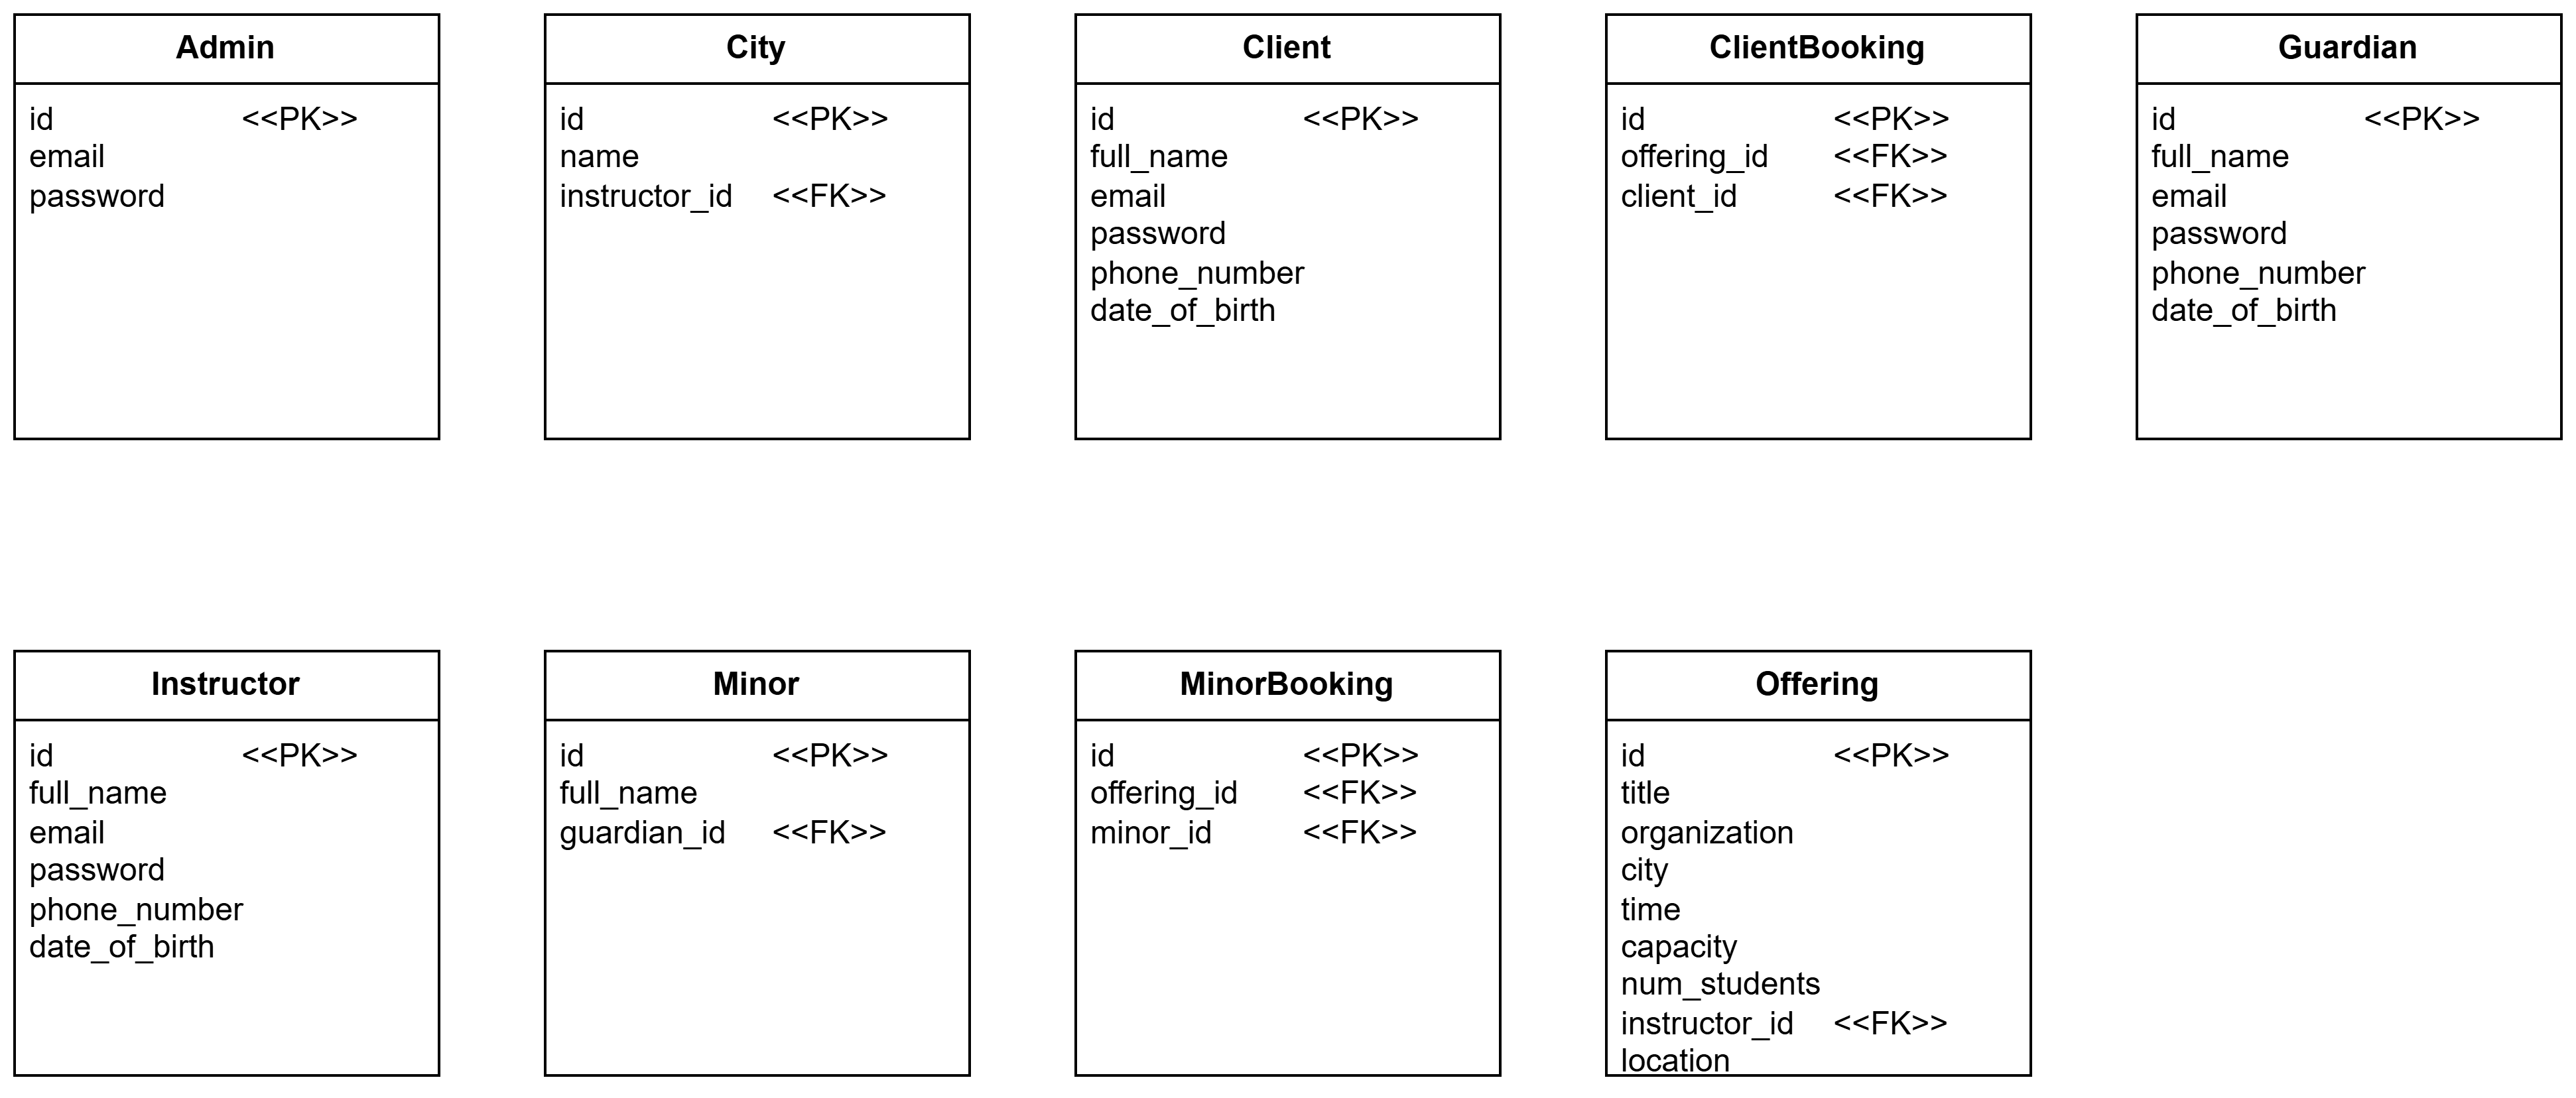 Admin
id <<PK>>
email
password
City
id <<PK>>
name
instructor_id <<FK>>
Client
id <<PK>>
full_name
email
password
phone_number
date_of_birth
ClientBooking
id <<PK>>
offering_id <<FK>>
client_id <<FK>>
Guardian
id <<PK>>
full_name
email
password
phone_number
date_of_birth
Instructor
id <<PK>>
full_name
email
password
phone_number
date_of_birth
Minor
id <<PK>>
full_name
guardian_id <<FK>>
MinorBooking
id <<PK>>
offering_id <<FK>>
minor_id <<FK>>
Offering
id <<PK>>
title
organization
city
time
capacity
num_students
instructor_id <<FK>>
location